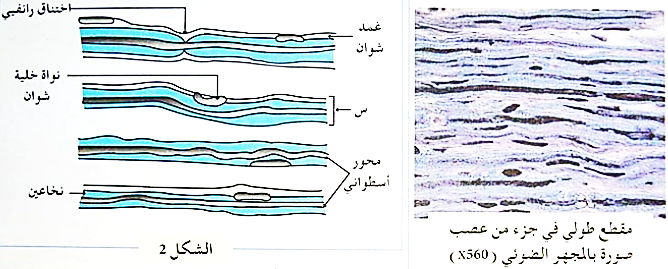 اختناق رانفيي
غمد
شوان
نواة خلية
شوان
س
محور
أسطواني
نخاعين
الشكل 2
مقطع طولي في جزء من عصب
صورة بالمجهر الضوئي (X560)